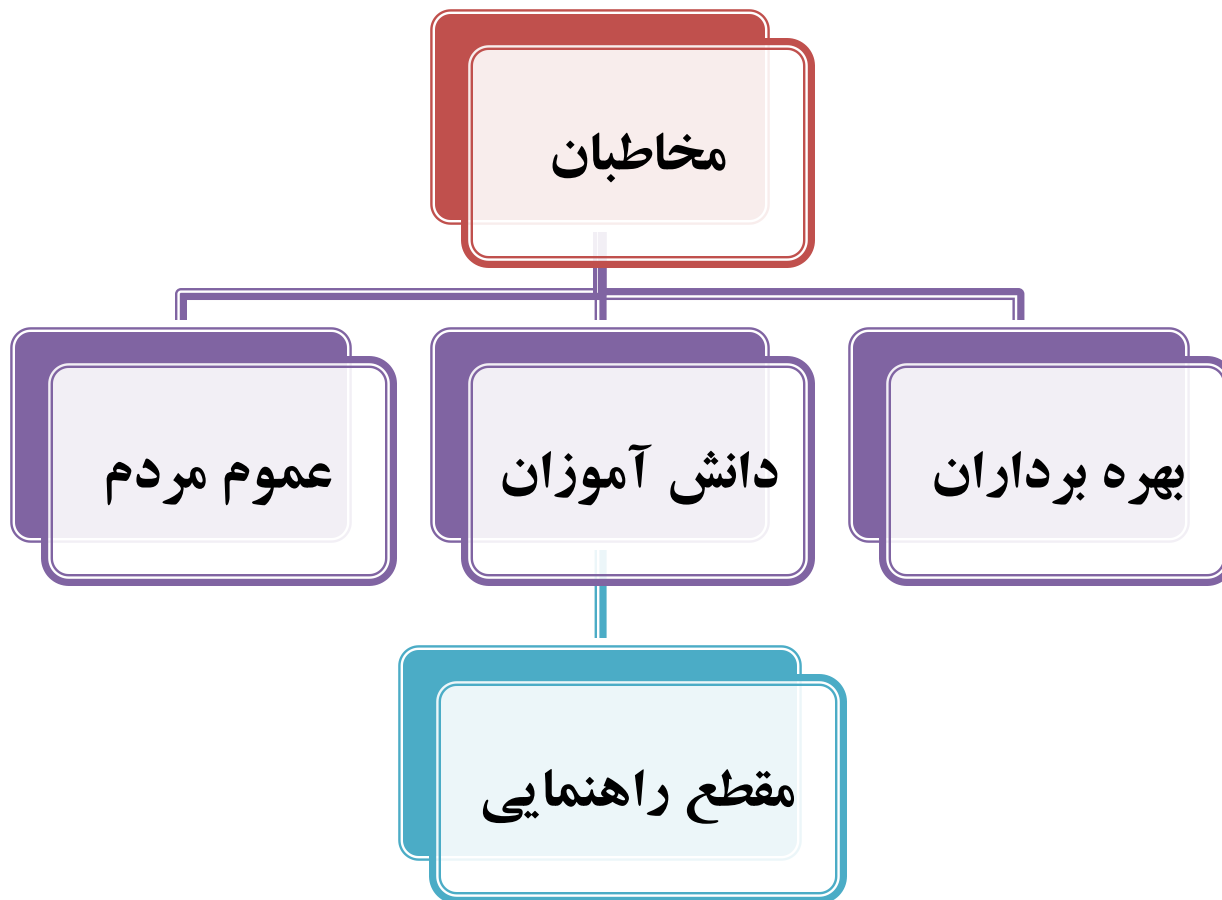 مخاطبان
بهره برداران
دانش آموزان
عموم مردم
مقطع راهنمایی